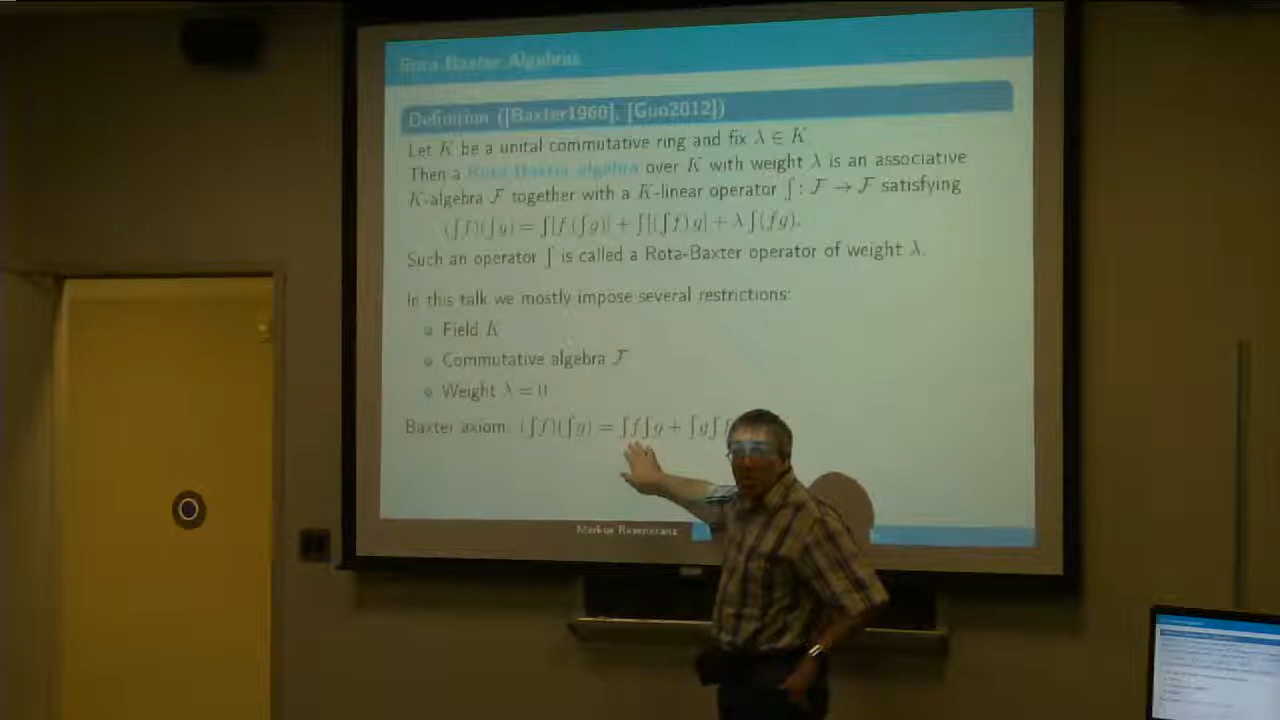 Rota-Baxter Algebras
Definition ([Baxter1960], [Guo2012])
Let K be a unital commutative ring and fix λ ∈ K
Then a Rota-Baxter algebra over K with weight λ is an associative
K-algebra F together with a K-linear operator ∫ : F → F satisfying
(∫f)(∫g) = ∫[f(∫g)] + ∫[(∫f)g] + λ∫(fg).
Such an operator ∫ is called a Rota-Baxter operator of weight λ.
In this talk we mostly impose several restrictions:
Field K
Commutative algebra F
Weight λ = 0
Baxter axiom: (∫f)(∫g) = ∫f∫g + ∫g∫f
Markus Rosenkranz